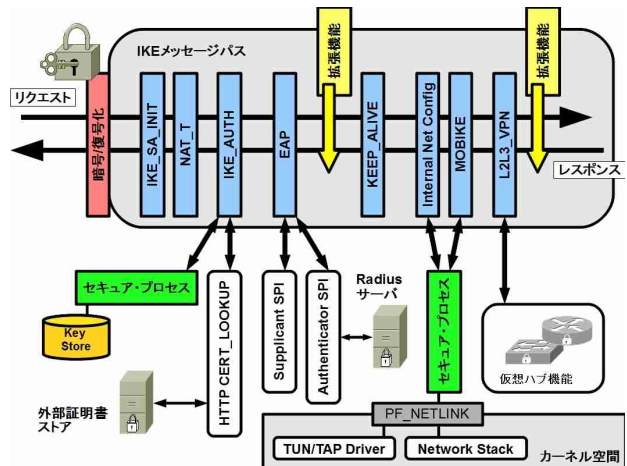 IKEメッセージパス
拡張機能
拡張機能
リクエスト
レスポンス
暗号/復号化
IKE_SA_INIT
NAT_T
IKE_AUTH
EAP
KEEP_ALIVE
Internal Net Config
MOBIKE
L2L3_VPN
セキュア・プロセス
Key
Store
HTTP CERT_LOOKUP
外部証明書
ストア
Supplicant SPI
Authenticator SPI
Radius
サーバ
セキュア・プロセス
仮想ハブ機能
PF_NETLINK
TUN/TAP Driver
Network Stack
カーネル空間